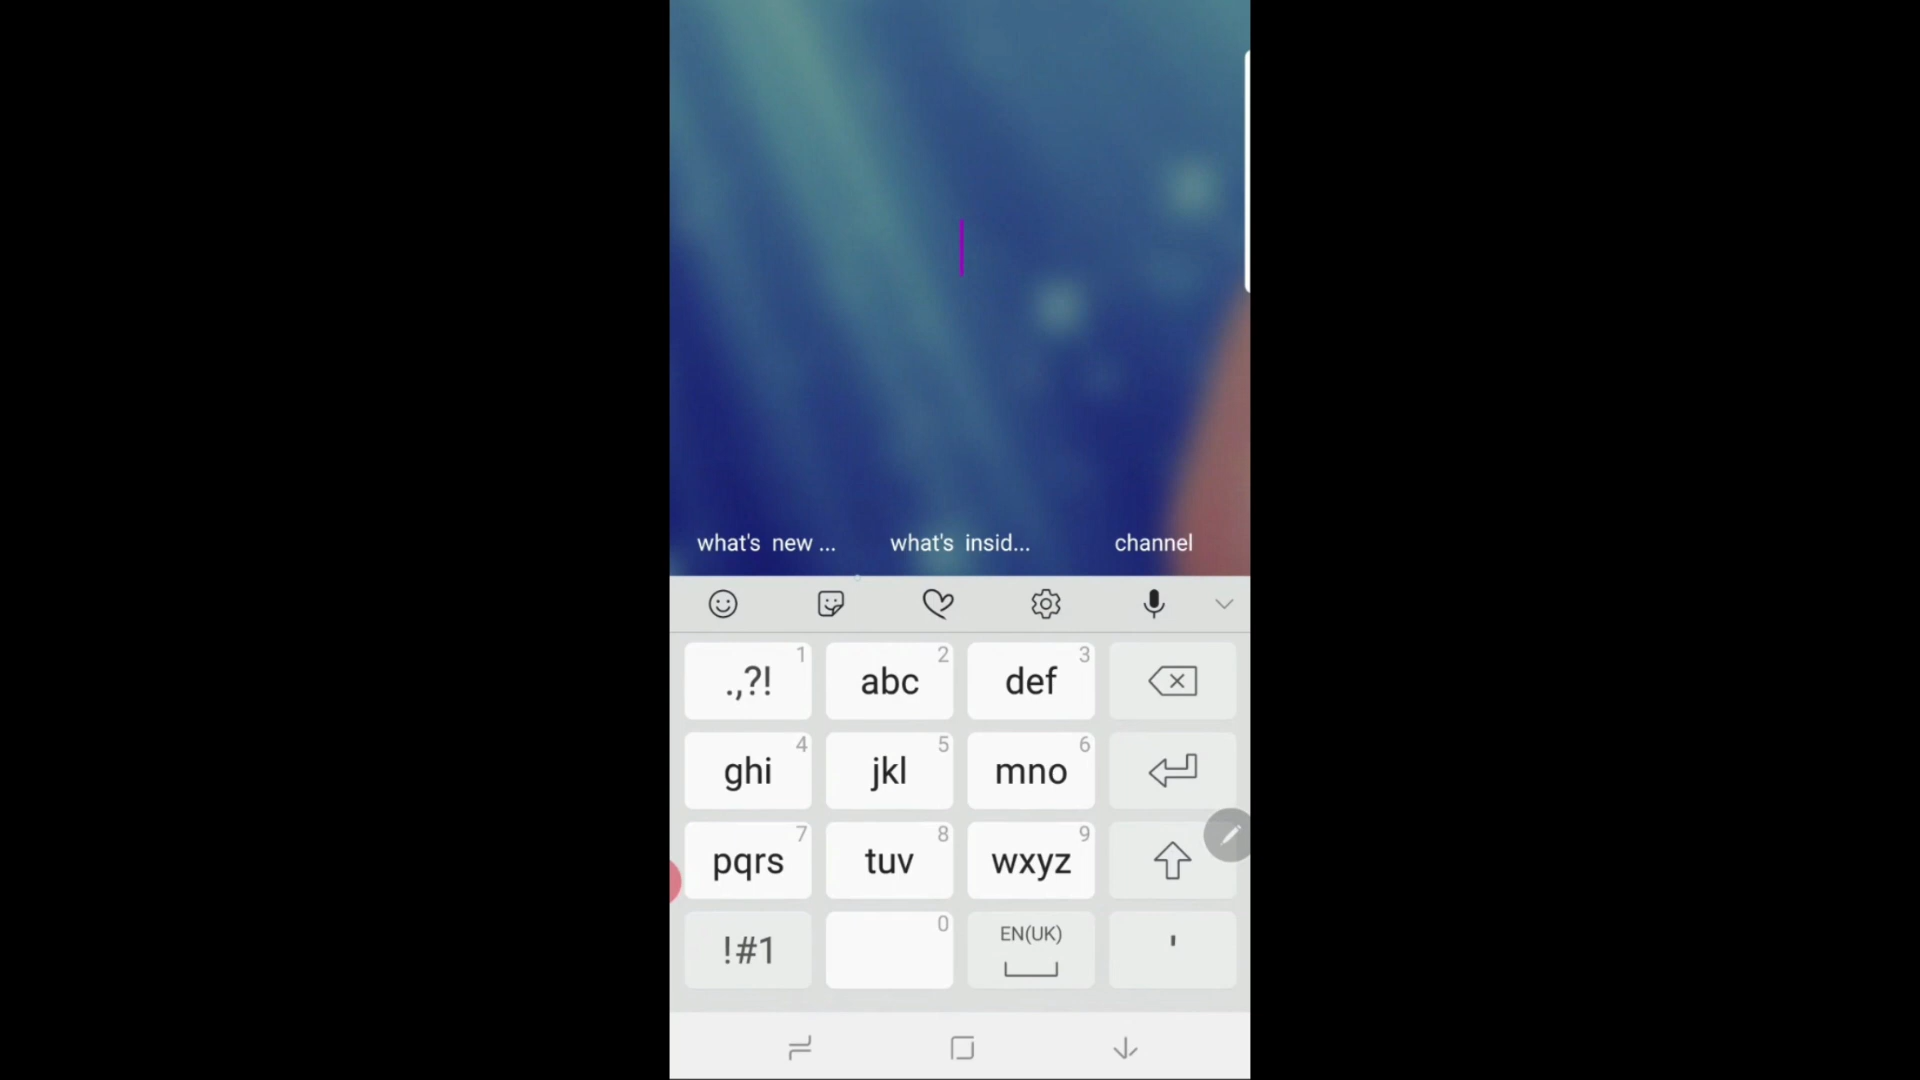 what's new ... what's insid... channel
.,?! 1 abc 2 def 3
ghi 4 jkl 5 mno 6
pqrs 7 tuv 8 wxyz 9
!#1 0 EN(UK) '